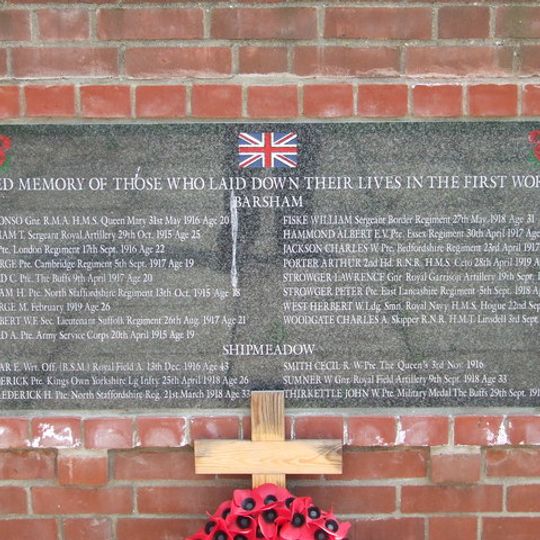 ED MEMORY OF THOSE WHO LAID DOWN THEIR LIVES IN THE FIRST WOR
BARSHAM
ONSO Gnr. R.M.A. H.M.S. Queen Mary 31st May 1916 Age 20
AM T. Sergeant Royal Artillery 29th Oct. 1915 Age 25
Pte. London Regiment 17th Sept. 1916 Age 22
RGE Pte. Cambridge Regiment 5th Sept. 1917 Age 19
D C. Pte. The Buffs 9th April 1917 Age 20
AM H. Pte. North Staffordshire Regiment 13th Oct. 1915 Age 18
RGE M. February 1919 Age 26
BERT W.F. Sec. Lieutenant Suffolk Regiment 26th Aug. 1917 Age 21
D A. Pte. Army Service Corps 20th April 1915 Age 19
FISKE WILLIAM Sergeant Border Regiment 27th May. 1918 Age 31
HAMMOND ALBERT E.V. Pte. Essex Regiment 30th April 1917 Age
JACKSON CHARLES W. Pte. Bedfordshire Regiment 23rd April 1917
PORTER ARTHUR 2nd Hd. R.N.R. H.M.S. Ceto 28th April 1919 A
STROWGER LAWRENCE Gnr Royal Garrison Artillery 19th Sept. 1
STROWGER PETER Pte. East Lancashire Regiment 5th Sept. 1918
WEST HERBERT W. Ldg. Smn. Royal Navy H.M.S. Hogue 22nd Sep
WOODGATE CHARLES A. Skipper R.N.R. H.M.T. Linsdell 3rd Sept
SHIPMEADOW
AR E. Wrt. Off. (B.S.M.) Royal Field A. 13th Dec. 1916 Age 43
ERICK Pte. Kings Own Yorkshire Lg Infty. 25th April 1918 Age 26
EDERICK H. Pte. North Staffordshire Reg. 21st March 1918 Age 33
SMITH CECIL R. W. Pte. The Queen's 3rd Nov. 1916
SUMNER W Gnr. Royal Field Artillery 9th Sept. 1918 Age 33
THIRKETTLE JOHN W. Pte. Military Medal The Buffs 29th Sept. 191